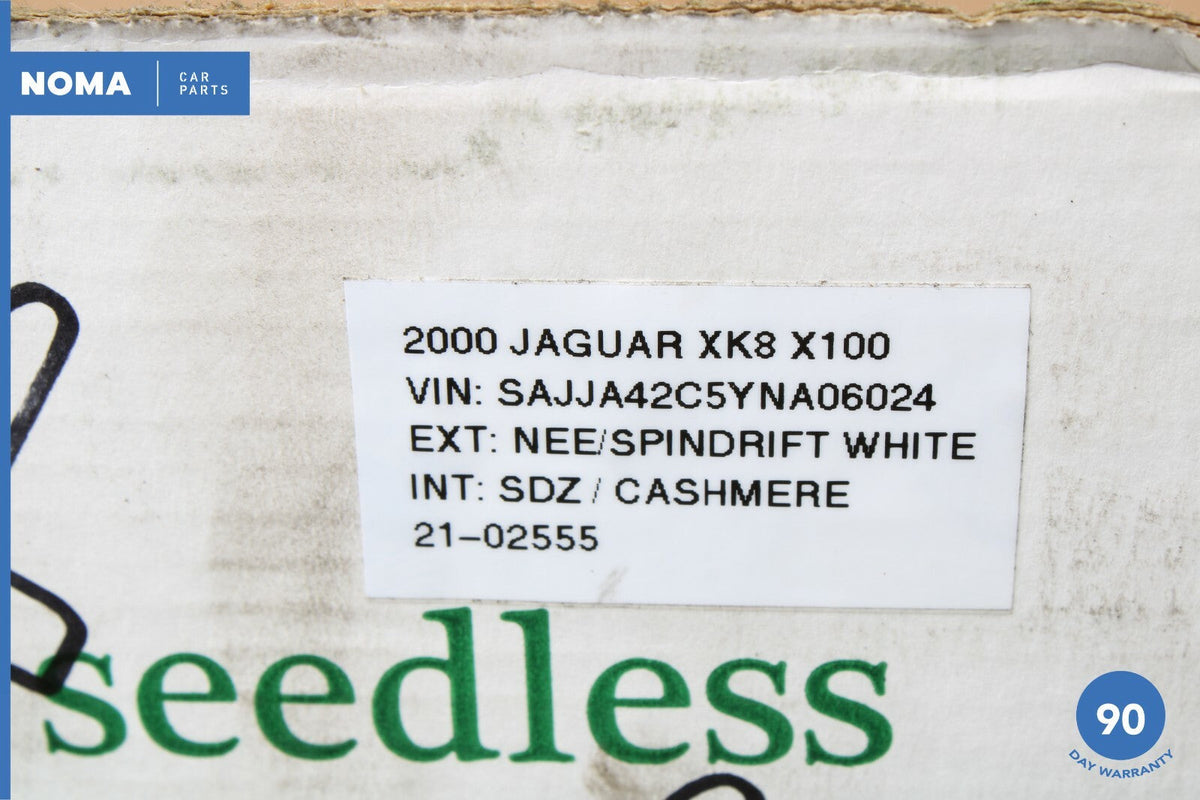 NOMA
CAR
PARTS
2000 JAGUAR XK8 X100
VIN: SAJJA42C5YNA06024
EXT: NEE/SPINDRIFT WHITE
INT: SDZ / CASHMERE
21-02555
seedless
90
DAY WARRANTY